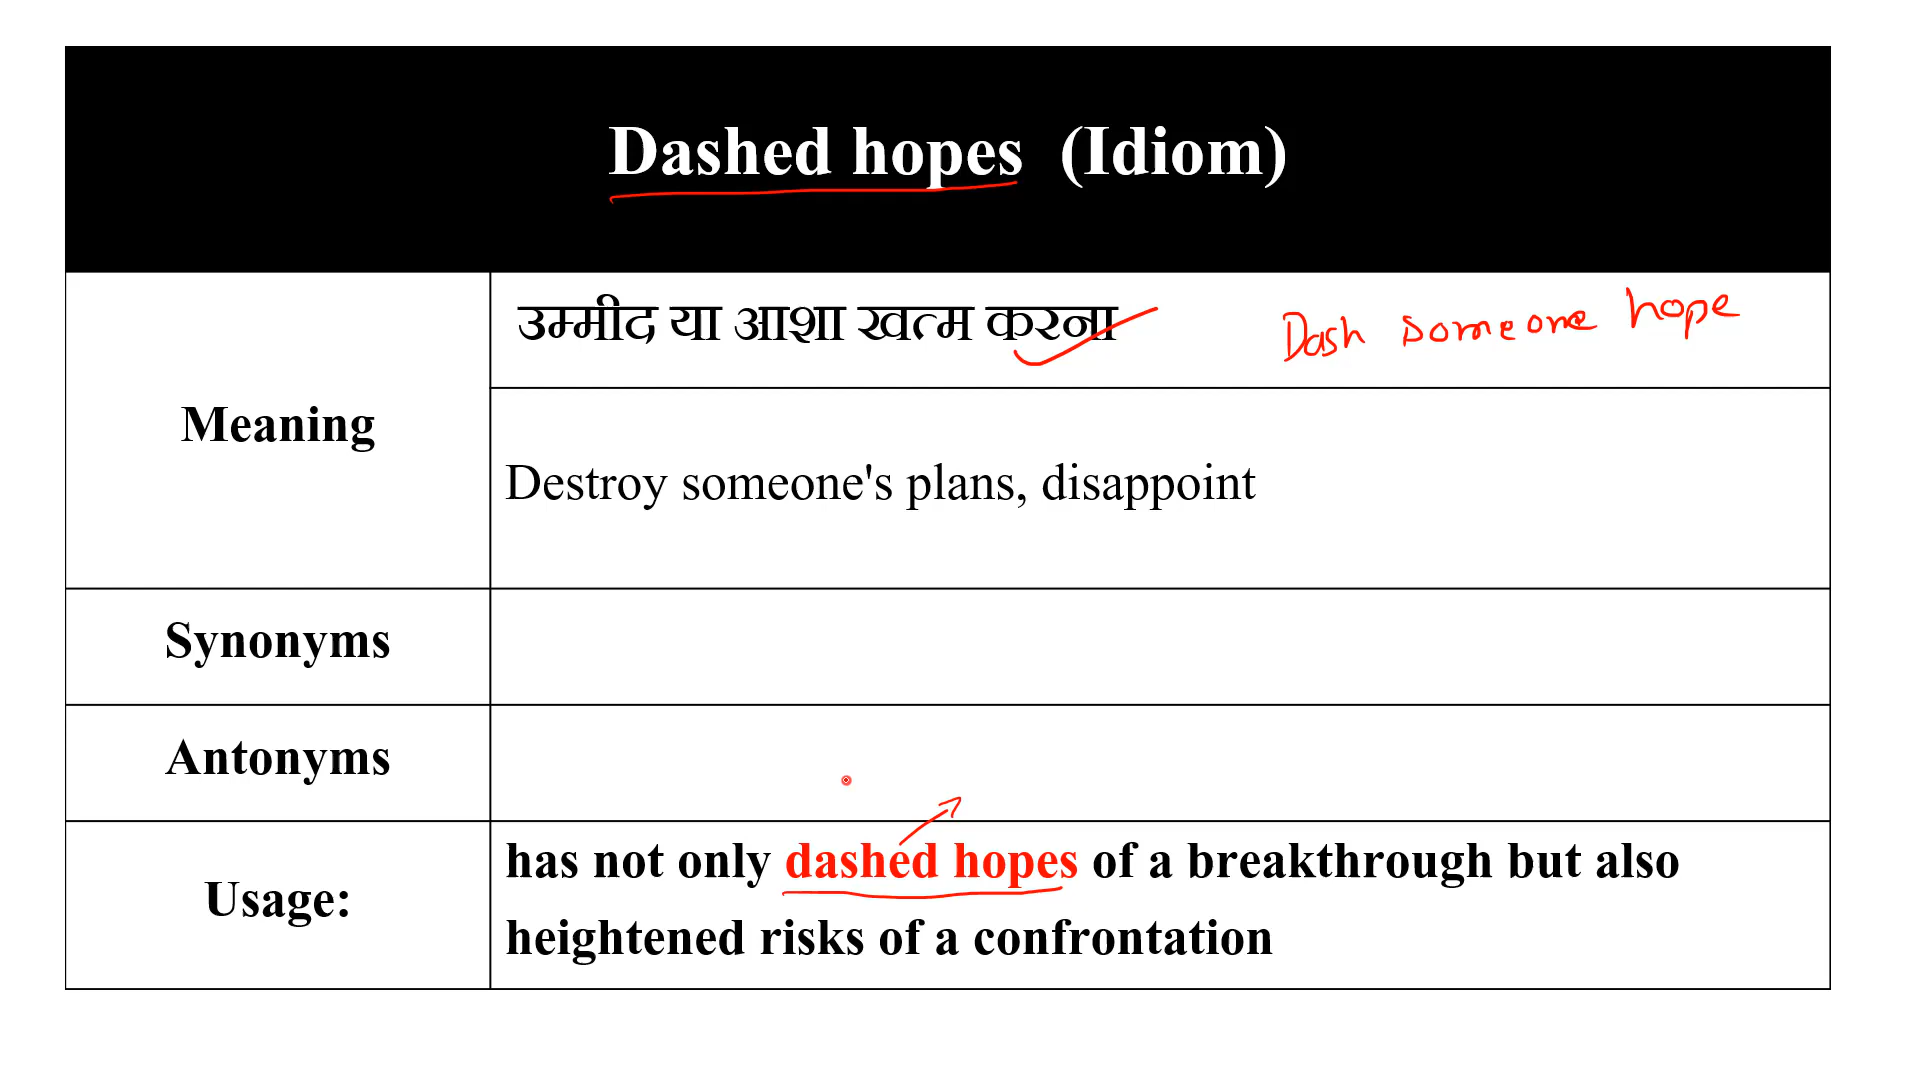 Dashed hopes (Idiom)
Meaning
उम्मीद या आशा खत्म करना
Dash someone hope
Destroy someone's plans, disappoint
Synonyms
Antonyms
Usage:
has not only dashed hopes of a breakthrough but also
heightened risks of a confrontation